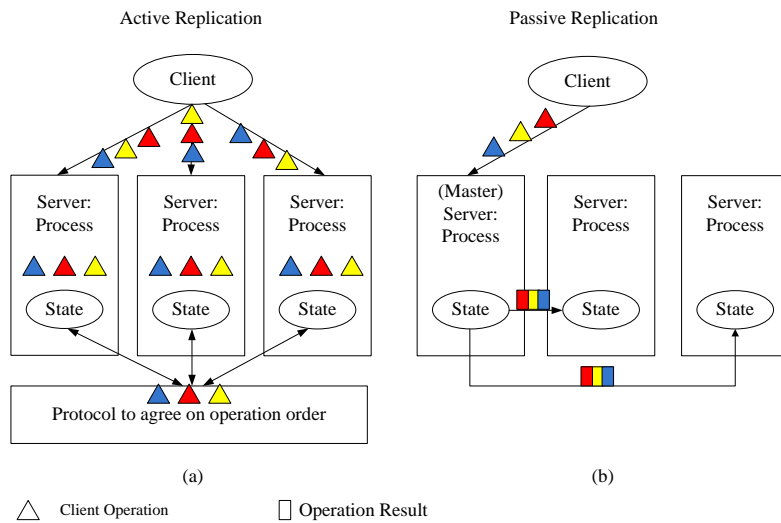 Active Replication
Passive Replication
Client
Client
Server:
Process
Server:
Process
Server:
Process
(Master)
Server:
Process
Server:
Process
Server:
Process
State
State
State
State
State
State
Protocol to agree on operation order
(a)
(b)
Client Operation
Operation Result